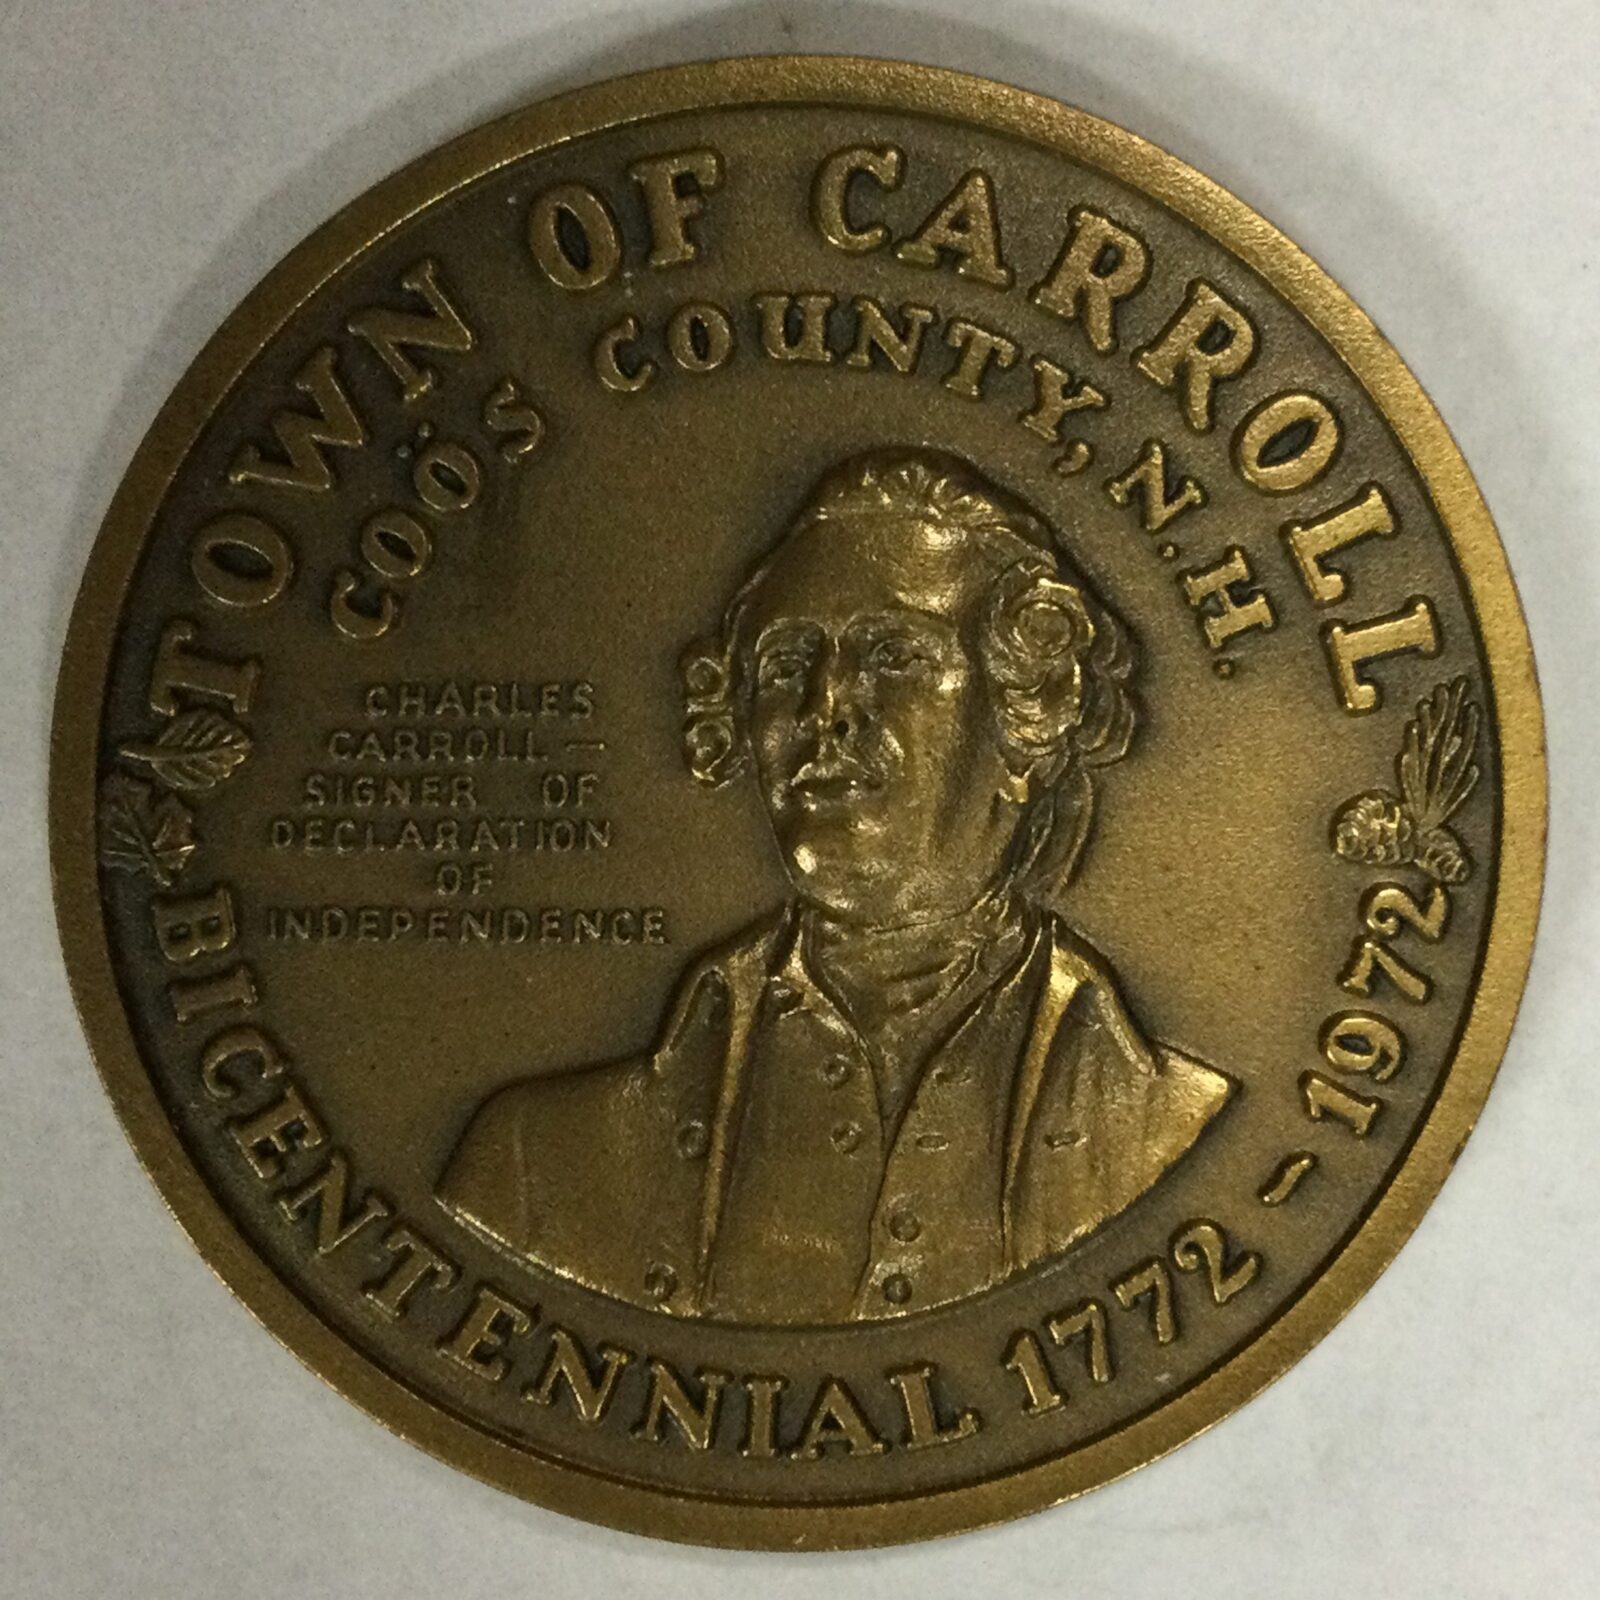 TOWN OF CARROLL
COÖS COUNTY, N.H.
CHARLES
CARROLL —
SIGNER OF
DECLARATION
OF
INDEPENDENCE
BICENTENNIAL 1772 - 1972